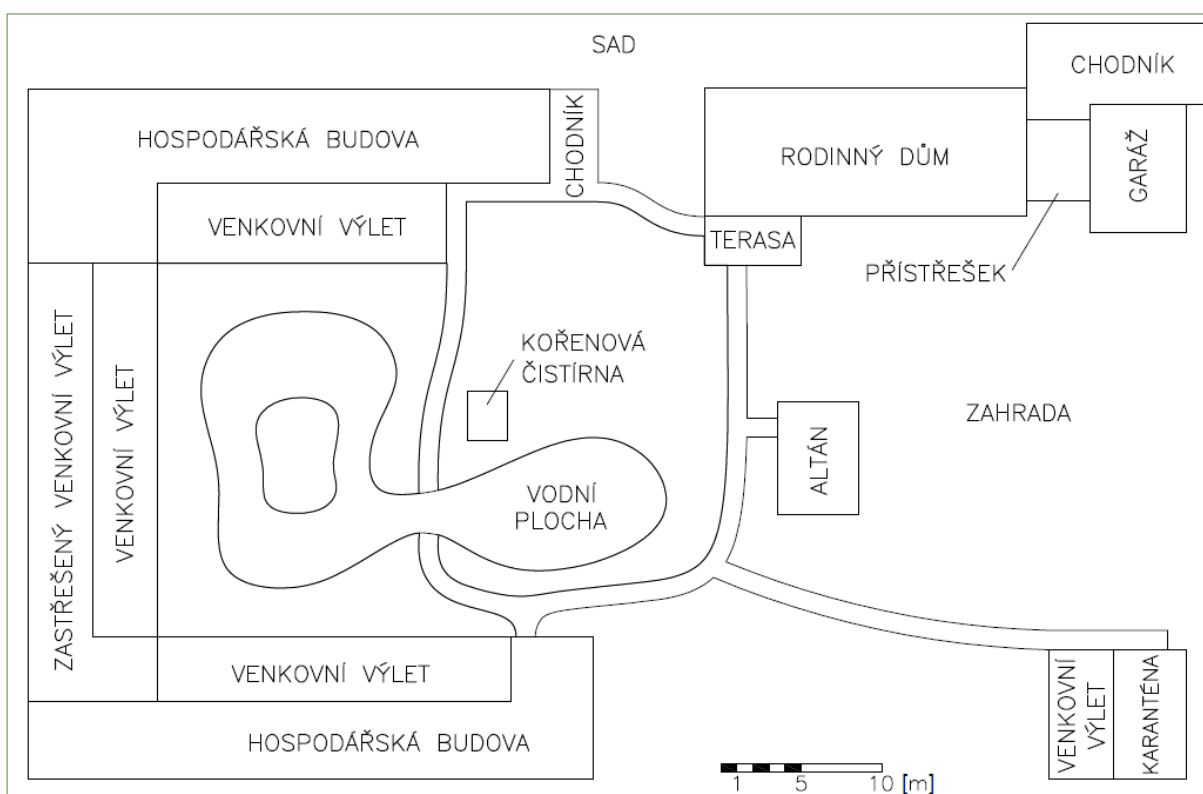 SAD
CHODNÍK
HOSPODÁŘSKÁ BUDOVA
CHODNÍK
RODINNÝ DŮM
GARÁŽ
VENKOVNÍ VÝLET
TERASA
PŘÍSTŘEŠEK
ZASTŘEŠENÝ VENKOVNÍ VÝLET
VENKOVNÍ VÝLET
KOŘENOVÁ
ČISTÍRNA
ZAHRADA
ALTÁN
VODNÍ
PLOCHA
VENKOVNÍ VÝLET
VENKOVNÍ
VÝLET
KARANTÉNA
HOSPODÁŘSKÁ BUDOVA
1 5 10 [m]